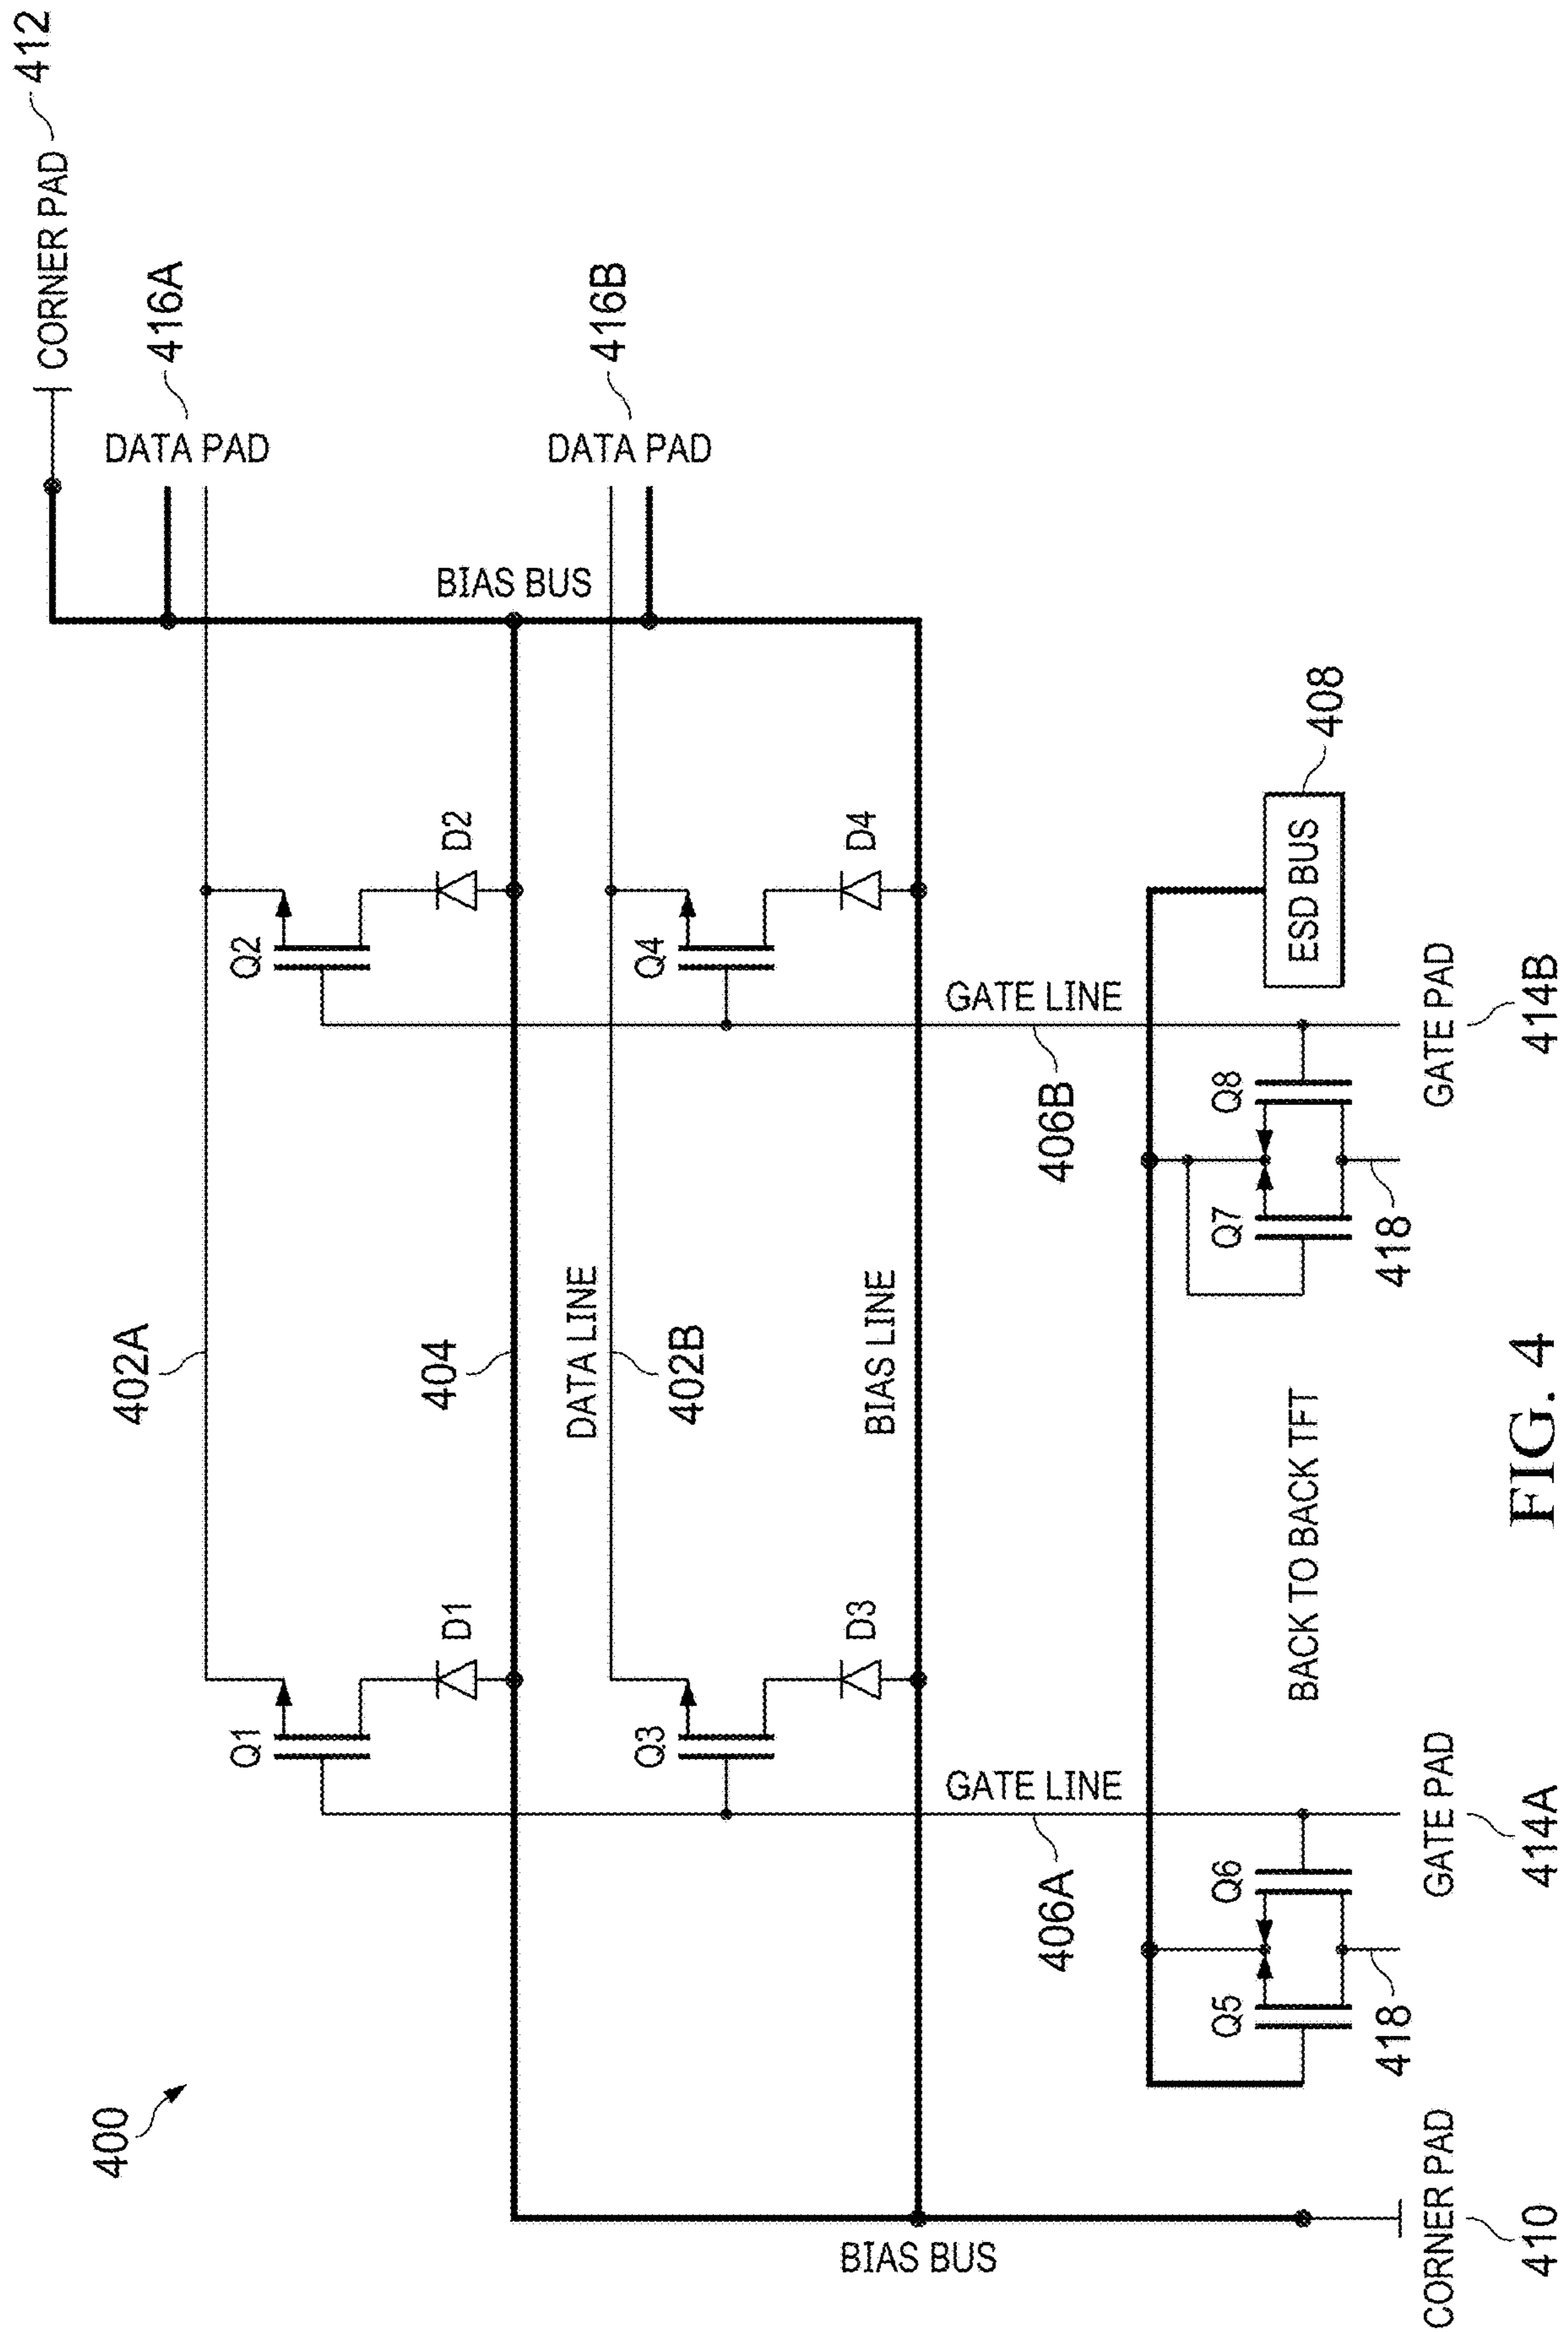 400
402A
Q1
D1
Q2
D2
404
BIAS BUS
CORNER PAD
412
DATA PAD
416A
DATA LINE
402B
Q3
D3
Q4
D4
DATA PAD
416B
BIAS LINE
BIAS BUS
GATE LINE
406A
GATE LINE
406B
Q5
Q6
418
BACK TO BACK TFT
Q7
Q8
418
ESD BUS
408
CORNER PAD
410
GATE PAD
414A
GATE PAD
414B
FIG. 4